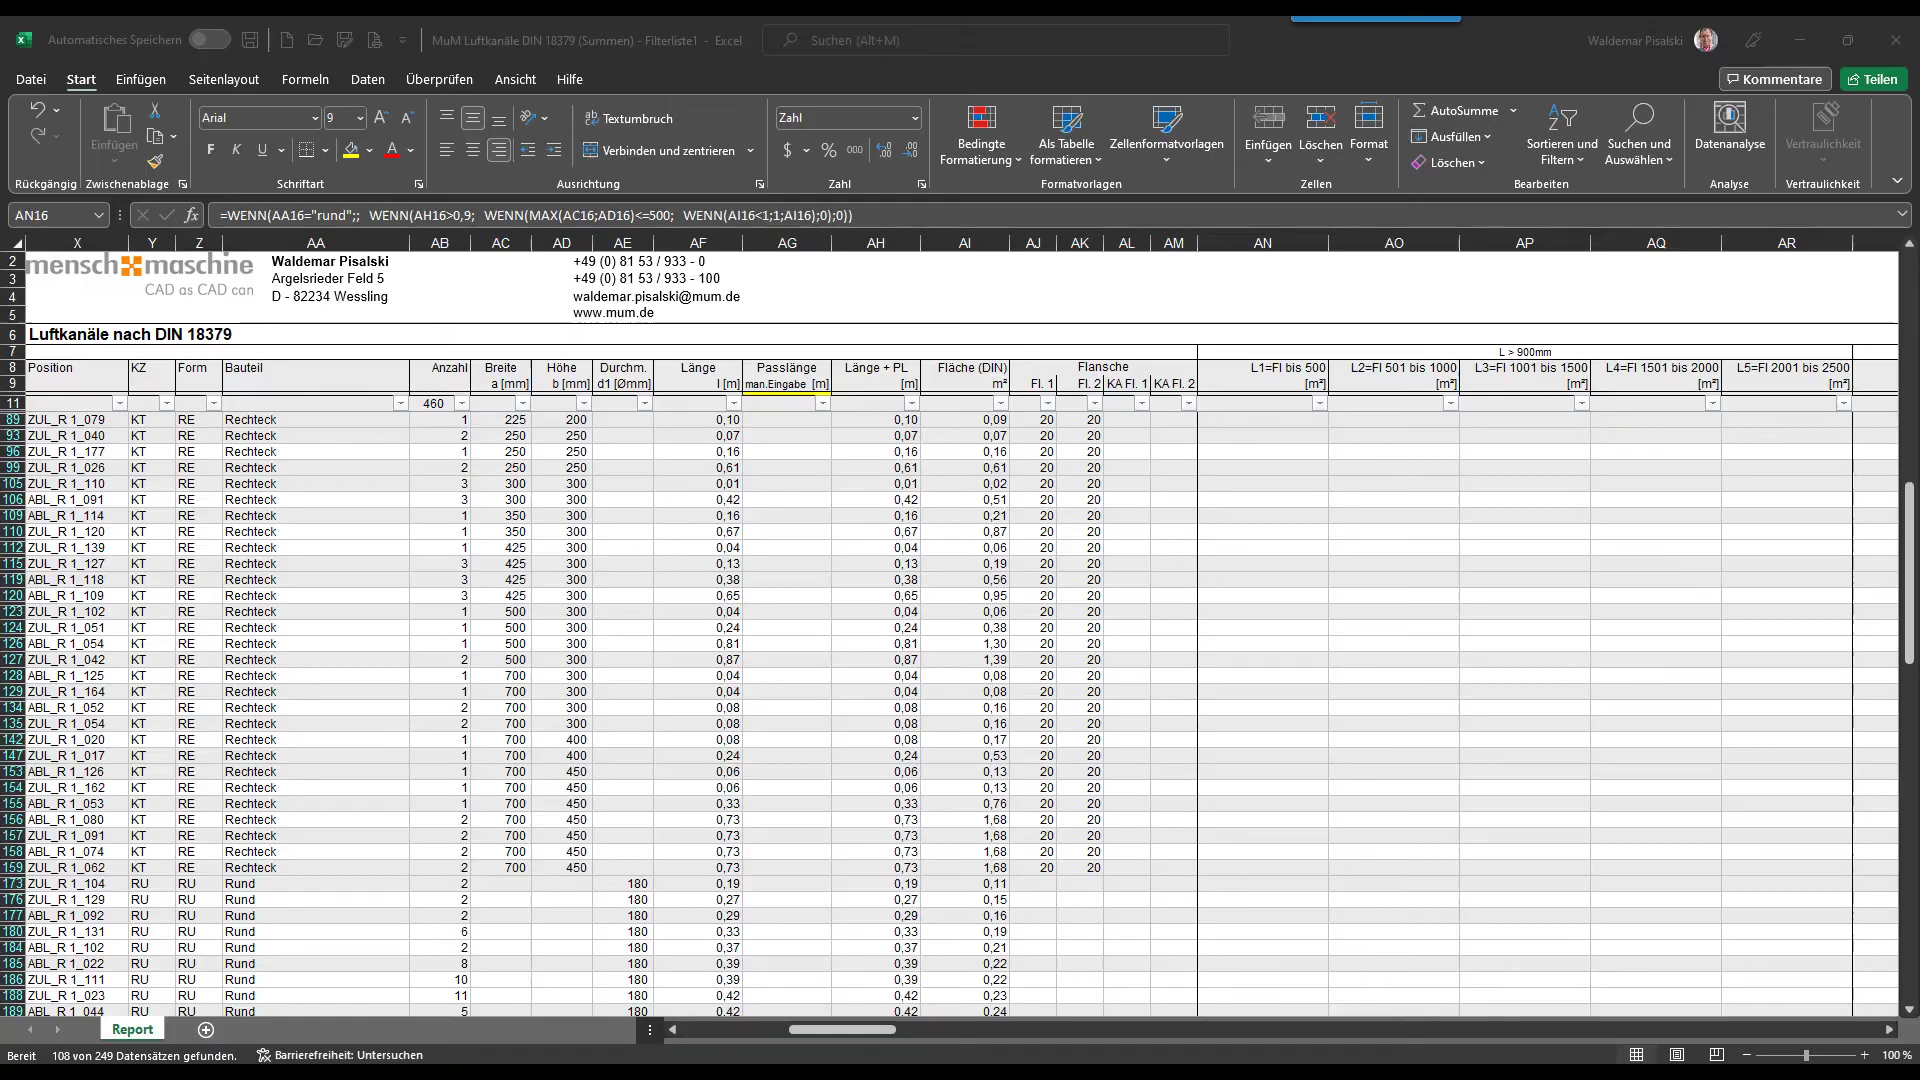 Automatisches Speichern MuM Luftkanäle DIN 18379 (Summen) - Filterliste1 - Excel Suchen (Alt+M) Waldemar Pisalski
Datei Start Einfügen Seitenlayout Formeln Daten Überprüfen Ansicht Hilfe Kommentare Teilen
Einfügen Arial 9 Textumbruch Zahl Bedingte Als Tabelle Zellenformatvorlagen Einfügen Löschen Format AutoSumme Sortieren und Suchen und Datenanalyse Vertraulichkeit
F K U Verbinden und zentrieren $ % 000 Formatierung formatieren Ausfüllen Filtern Auswählen
Löschen
Rückgängig Zwischenablage Schriftart Ausrichtung Zahl Formatvorlagen Zellen Bearbeiten Analyse Vertraulichkeit
AN16 fx =WENN(AA16="rund";; WENN(AH16>0,9; WENN(MAX(AC16;AD16)<=500; WENN(AI16<1;1;AI16);0);0))
X Y Z AA AB AC AD AE AF AG AH AI AJ AK AL AM AN AO AP AQ AR
2 mensch maschine Waldemar Pisalski +49 (0) 81 53 / 933 - 0
3 CAD as CAD can Argelsrieder Feld 5 +49 (0) 81 53 / 933 - 100
4 D - 82234 Wessling waldemar.pisalski@mum.de
5 www.mum.de
6 Luftkanäle nach DIN 18379
7 L > 900mm
8 Position KZ Form Bauteil Anzahl Breite Höhe Durchm. Länge Passlänge Länge + PL Fläche (DIN) Flansche L1=Fl bis 500 L2=Fl 501 bis 1000 L3=Fl 1001 bis 1500 L4=Fl 1501 bis 2000 L5=Fl 2001 bis 2500
9 a [mm] b [mm] d1 [Ømm] l [m] man.Eingabe [m] [m] m² Fl. 1 Fl. 2 KA Fl. 1 KA Fl. 2 [m²] [m²] [m²] [m²] [m²]
11 460
89 ZUL_R 1_079 KT RE Rechteck 1 225 200 0,10 0,10 0,09 20 20
93 ZUL_R 1_040 KT RE Rechteck 2 250 250 0,07 0,07 0,07 20 20
96 ZUL_R 1_177 KT RE Rechteck 1 250 250 0,16 0,16 0,16 20 20
99 ZUL_R 1_026 KT RE Rechteck 2 250 250 0,61 0,61 0,61 20 20
105 ZUL_R 1_110 KT RE Rechteck 3 300 300 0,01 0,01 0,02 20 20
106 ABL_R 1_091 KT RE Rechteck 3 300 300 0,42 0,42 0,51 20 20
109 ABL_R 1_114 KT RE Rechteck 1 350 300 0,16 0,16 0,21 20 20
110 ZUL_R 1_120 KT RE Rechteck 1 350 300 0,67 0,67 0,87 20 20
112 ZUL_R 1_139 KT RE Rechteck 1 425 300 0,04 0,04 0,06 20 20
115 ZUL_R 1_127 KT RE Rechteck 3 425 300 0,13 0,13 0,19 20 20
119 ABL_R 1_118 KT RE Rechteck 3 425 300 0,38 0,38 0,56 20 20
120 ABL_R 1_109 KT RE Rechteck 3 425 300 0,65 0,65 0,95 20 20
123 ZUL_R 1_102 KT RE Rechteck 1 500 300 0,04 0,04 0,06 20 20
124 ZUL_R 1_051 KT RE Rechteck 1 500 300 0,24 0,24 0,38 20 20
126 ABL_R 1_054 KT RE Rechteck 1 500 300 0,81 0,81 1,30 20 20
127 ZUL_R 1_042 KT RE Rechteck 2 500 300 0,87 0,87 1,39 20 20
128 ABL_R 1_125 KT RE Rechteck 1 700 300 0,04 0,04 0,08 20 20
129 ZUL_R 1_164 KT RE Rechteck 1 700 300 0,04 0,04 0,08 20 20
134 ABL_R 1_052 KT RE Rechteck 2 700 300 0,08 0,08 0,16 20 20
135 ZUL_R 1_054 KT RE Rechteck 2 700 300 0,08 0,08 0,16 20 20
142 ZUL_R 1_020 KT RE Rechteck 1 700 400 0,08 0,08 0,17 20 20
147 ZUL_R 1_017 KT RE Rechteck 1 700 400 0,24 0,24 0,53 20 20
153 ABL_R 1_126 KT RE Rechteck 1 700 450 0,06 0,06 0,13 20 20
154 ZUL_R 1_162 KT RE Rechteck 1 700 450 0,06 0,06 0,13 20 20
155 ABL_R 1_053 KT RE Rechteck 1 700 450 0,33 0,33 0,76 20 20
156 ABL_R 1_080 KT RE Rechteck 2 700 450 0,73 0,73 1,68 20 20
157 ZUL_R 1_091 KT RE Rechteck 2 700 450 0,73 0,73 1,68 20 20
158 ABL_R 1_074 KT RE Rechteck 2 700 450 0,73 0,73 1,68 20 20
159 ZUL_R 1_062 KT RE Rechteck 2 700 450 0,73 0,73 1,68 20 20
173 ZUL_R 1_104 RU RU Rund 2 180 0,19 0,19 0,11
176 ZUL_R 1_129 RU RU Rund 2 180 0,27 0,27 0,15
177 ABL_R 1_092 RU RU Rund 2 180 0,29 0,29 0,16
180 ZUL_R 1_131 RU RU Rund 6 180 0,33 0,33 0,19
184 ABL_R 1_102 RU RU Rund 2 180 0,37 0,37 0,21
185 ABL_R 1_022 RU RU Rund 8 180 0,39 0,39 0,22
186 ZUL_R 1_111 RU RU Rund 10 180 0,39 0,39 0,22
188 ZUL_R 1_023 RU RU Rund 11 180 0,42 0,42 0,23
189 ABL_R 1_044 RU RU Rund 5 180 0,42 0,42 0,24
Report
Bereit 108 von 249 Datensätzen gefunden. Barrierefreiheit: Untersuchen 100 %